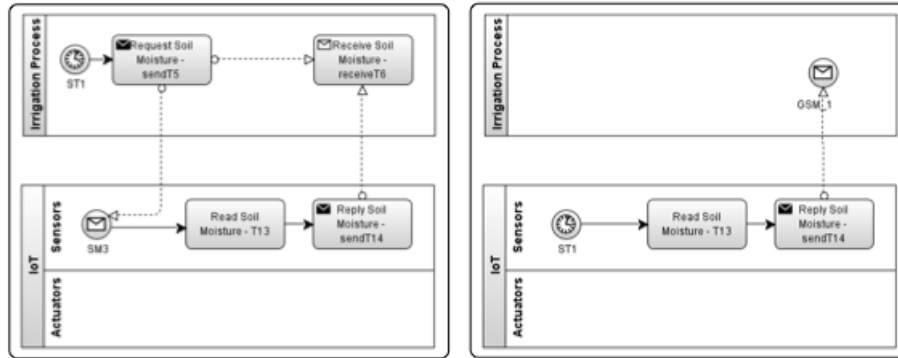 Irrigation Process
ST1
Request Soil
Moisture -
sendT5
Receive Soil
Moisture -
receiveT6
IoT
Sensors
SM3
Read Soil
Moisture - T13
Reply Soil
Moisture -
sendT14
Actuators
Irrigation Process
GSM_1
IoT
Sensors
ST1
Read Soil
Moisture - T13
Reply Soil
Moisture -
sendT14
Actuators